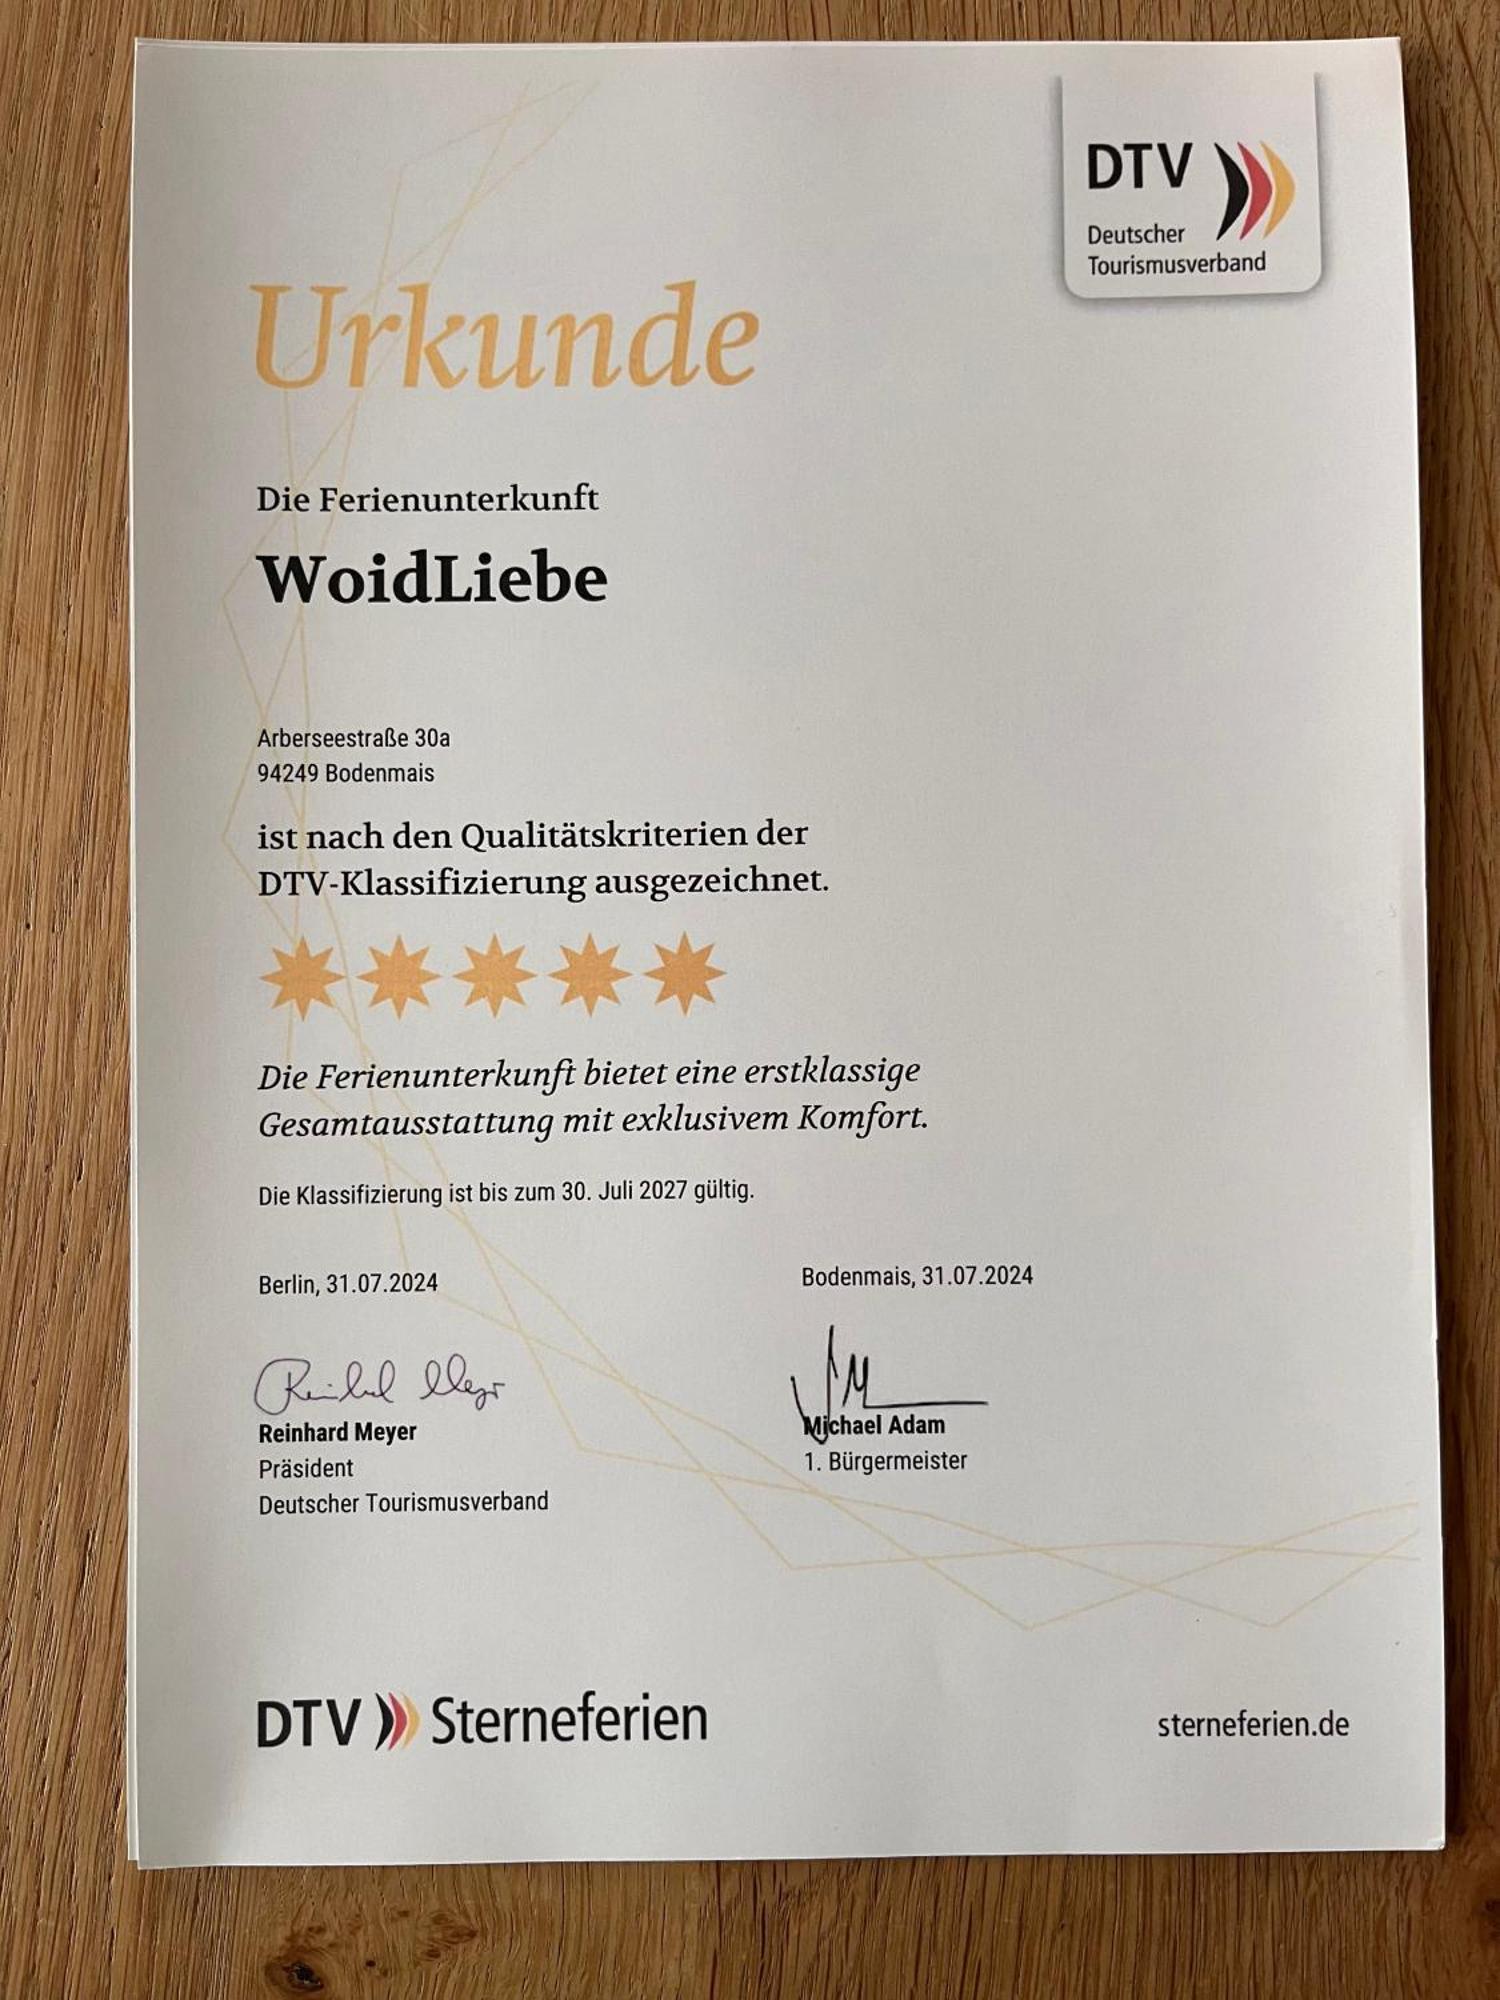 DTV
Deutscher
Tourismusverband
Urkunde
Die Ferienunterkunft
WoidLiebe
Arberseestraße 30a
94249 Bodenmais
ist nach den Qualitätskriterien der
DTV-Klassifizierung ausgezeichnet.
Die Ferienunterkunft bietet eine erstklassige
Gesamtausstattung mit exklusivem Komfort.
Die Klassifizierung ist bis zum 30. Juli 2027 gültig.
Berlin, 31.07.2024
Bodenmais, 31.07.2024
Reinhard Meyer
Reinhard Meyer
Präsident
Deutscher Tourismusverband
Michael Adam
1. Bürgermeister
DTV Sterneferien
sterneferien.de